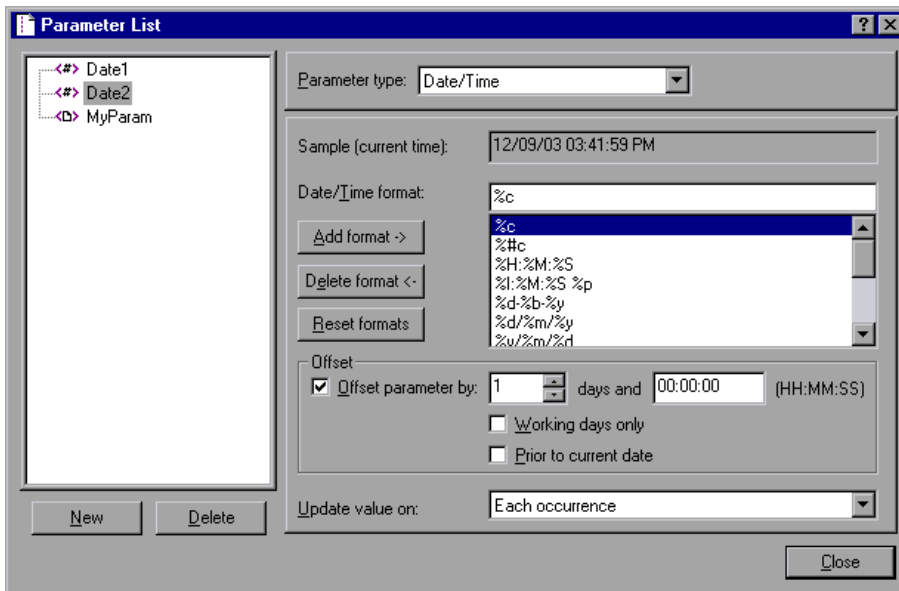 Parameter List
<#> Date1
<#> Date2
MyParam
New
Delete
Parameter type: Date/Time
Sample (current time): 12/09/03 03:41:59 PM
Date/Time format: %c
Add format ->
Delete format <-
Reset formats
%c
%#c
%H:%M:%S
%I:%M:%S %p
%d-%b-%y
%d/%m/%y
%y/%m/%d
Offset
Offset parameter by: 1 days and 00:00:00 (HH:MM:SS)
Working days only
Prior to current date
Update value on: Each occurrence
Close